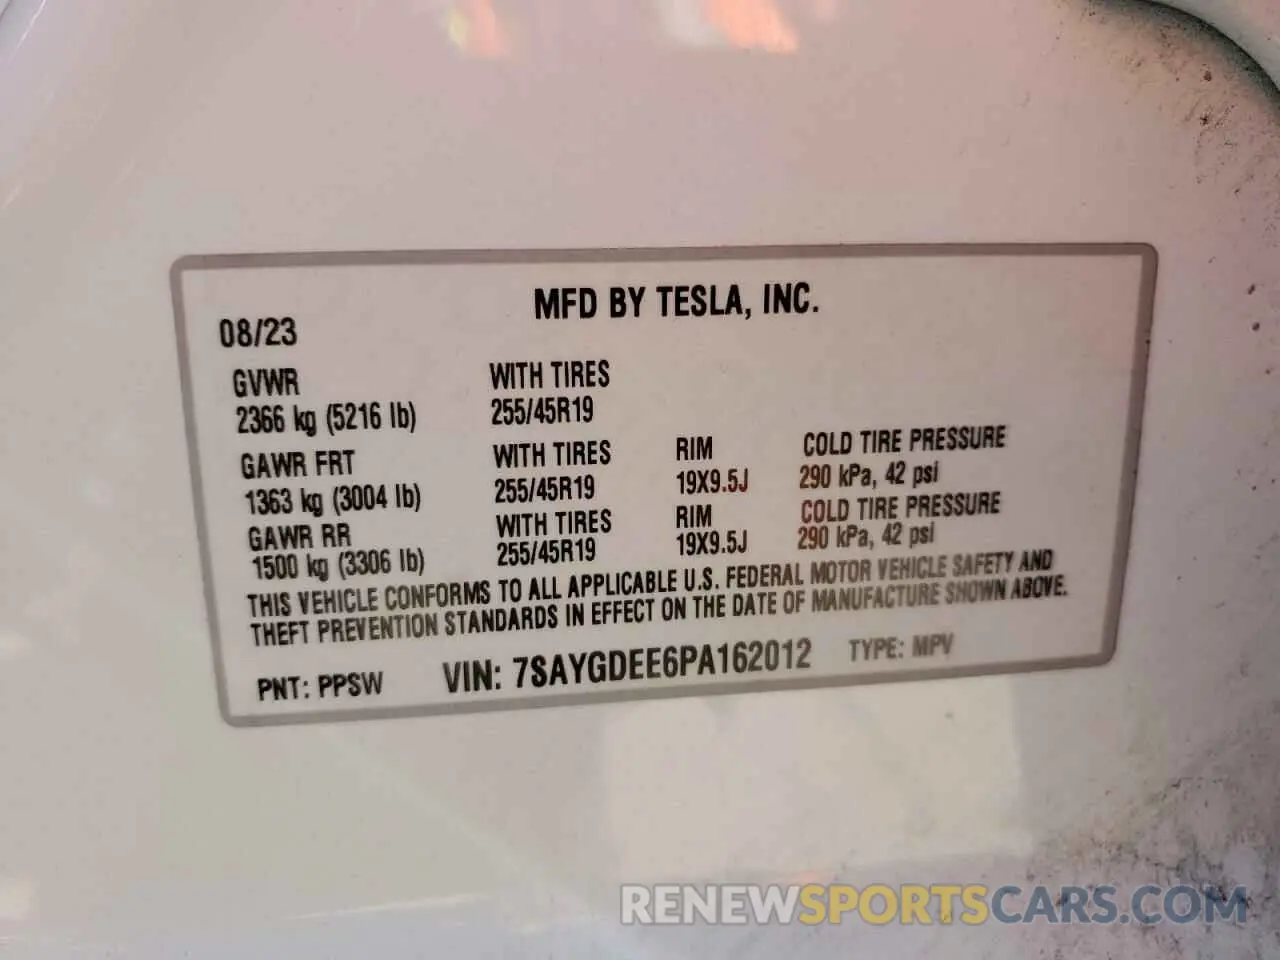 MFD BY TESLA, INC.
08/23
GVWR WITH TIRES
2366 kg (5216 lb) 255/45R19
GAWR FRT WITH TIRES RIM COLD TIRE PRESSURE
1363 kg (3004 lb) 255/45R19 19X9.5J 290 kPa, 42 psi
GAWR RR WITH TIRES RIM COLD TIRE PRESSURE
1500 kg (3306 lb) 255/45R19 19X9.5J 290 kPa, 42 psi
THIS VEHICLE CONFORMS TO ALL APPLICABLE U.S. FEDERAL MOTOR VEHICLE SAFETY AND
THEFT PREVENTION STANDARDS IN EFFECT ON THE DATE OF MANUFACTURE SHOWN ABOVE.
PNT: PPSW VIN: 7SAYGDEE6PA162012 TYPE: MPV
RENEWSPORTSCARS.COM